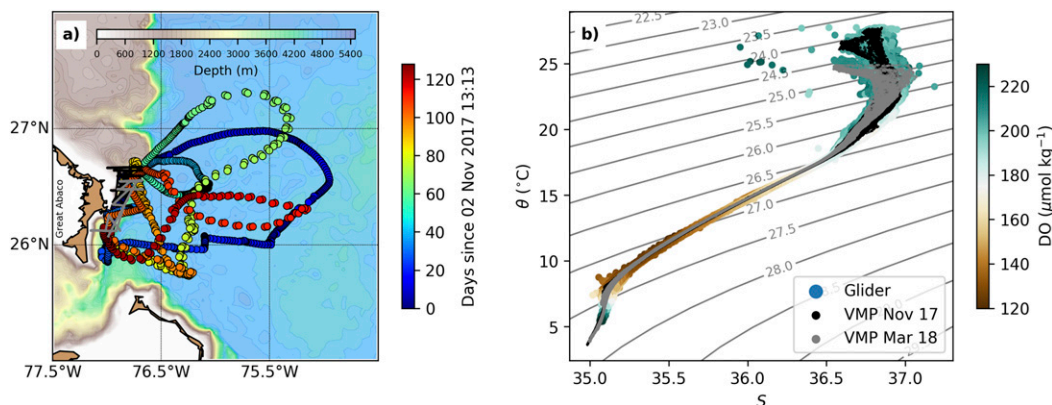 a)
0 600 1200 1800 2400 3000 3600 4200 4800 5400
Depth (m)
27°N
26°N
Great Abaco
77.5°W 76.5°W 75.5°W
120
100
80
60
40
20
0
Days since 02 Nov 2017 13:13
b)
22.5
23.0
23.5
24.0
24.5
25.0
25.5
26.0
26.5
27.0
27.5
28.0
25
20
15
10
5
θ (°C)
35.0 35.5 36.0 36.5 37.0
S
Glider
VMP Nov 17
VMP Mar 18
220
200
180
160
140
120
DO (μmol kg⁻¹)